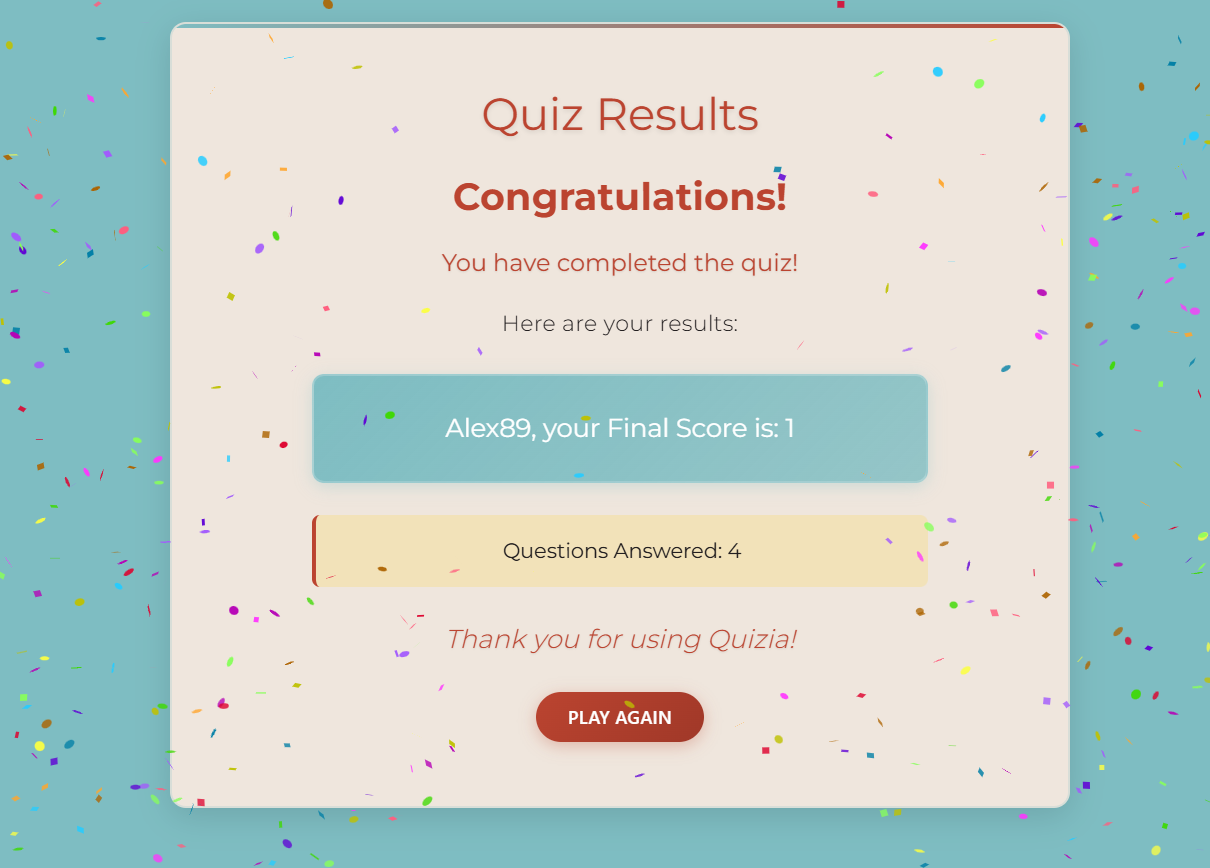 Quiz Results
Congratulations!
You have completed the quiz!
Here are your results:
Alex89, your Final Score is: 1
Questions Answered: 4
Thank you for using Quizia!
PLAY AGAIN